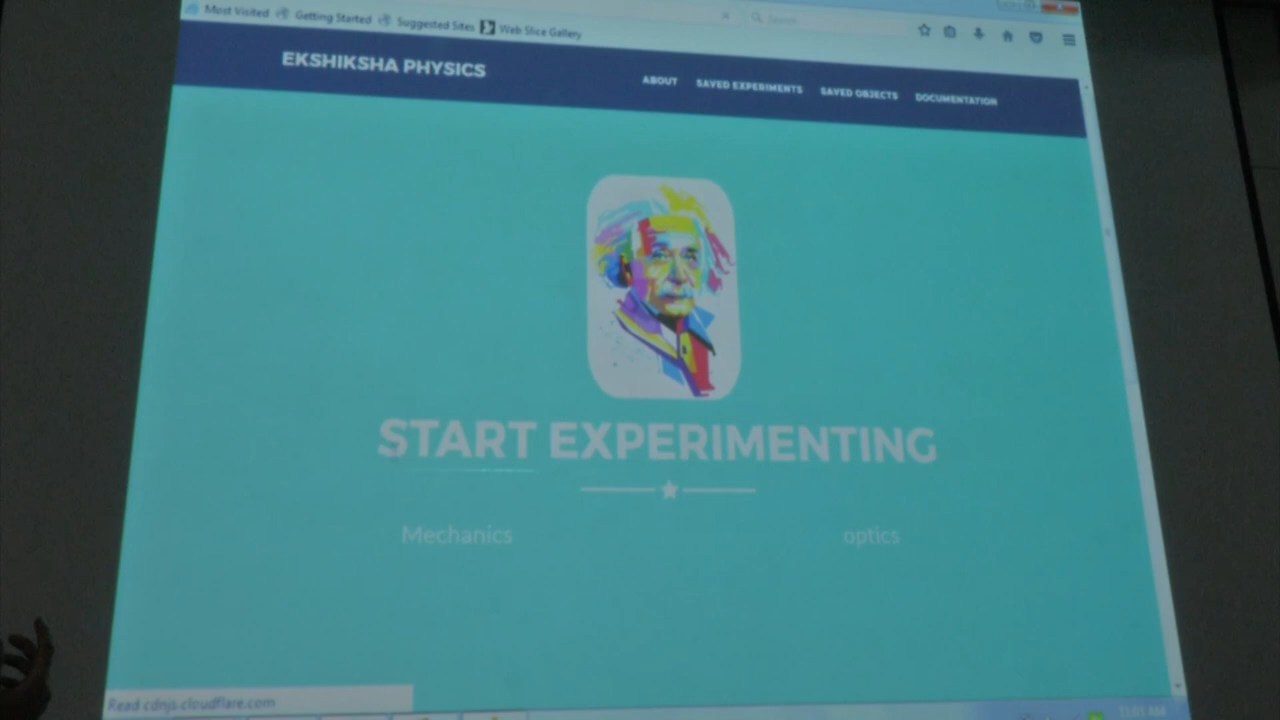 Most Visited Getting Started Suggested Sites Web Slice Gallery
Search
EKSHIKSHA PHYSICS
ABOUT SAVED EXPERIMENTS SAVED OBJECTS DOCUMENTATION
START EXPERIMENTING
Mechanics optics
Read cdnjs.cloudflare.com